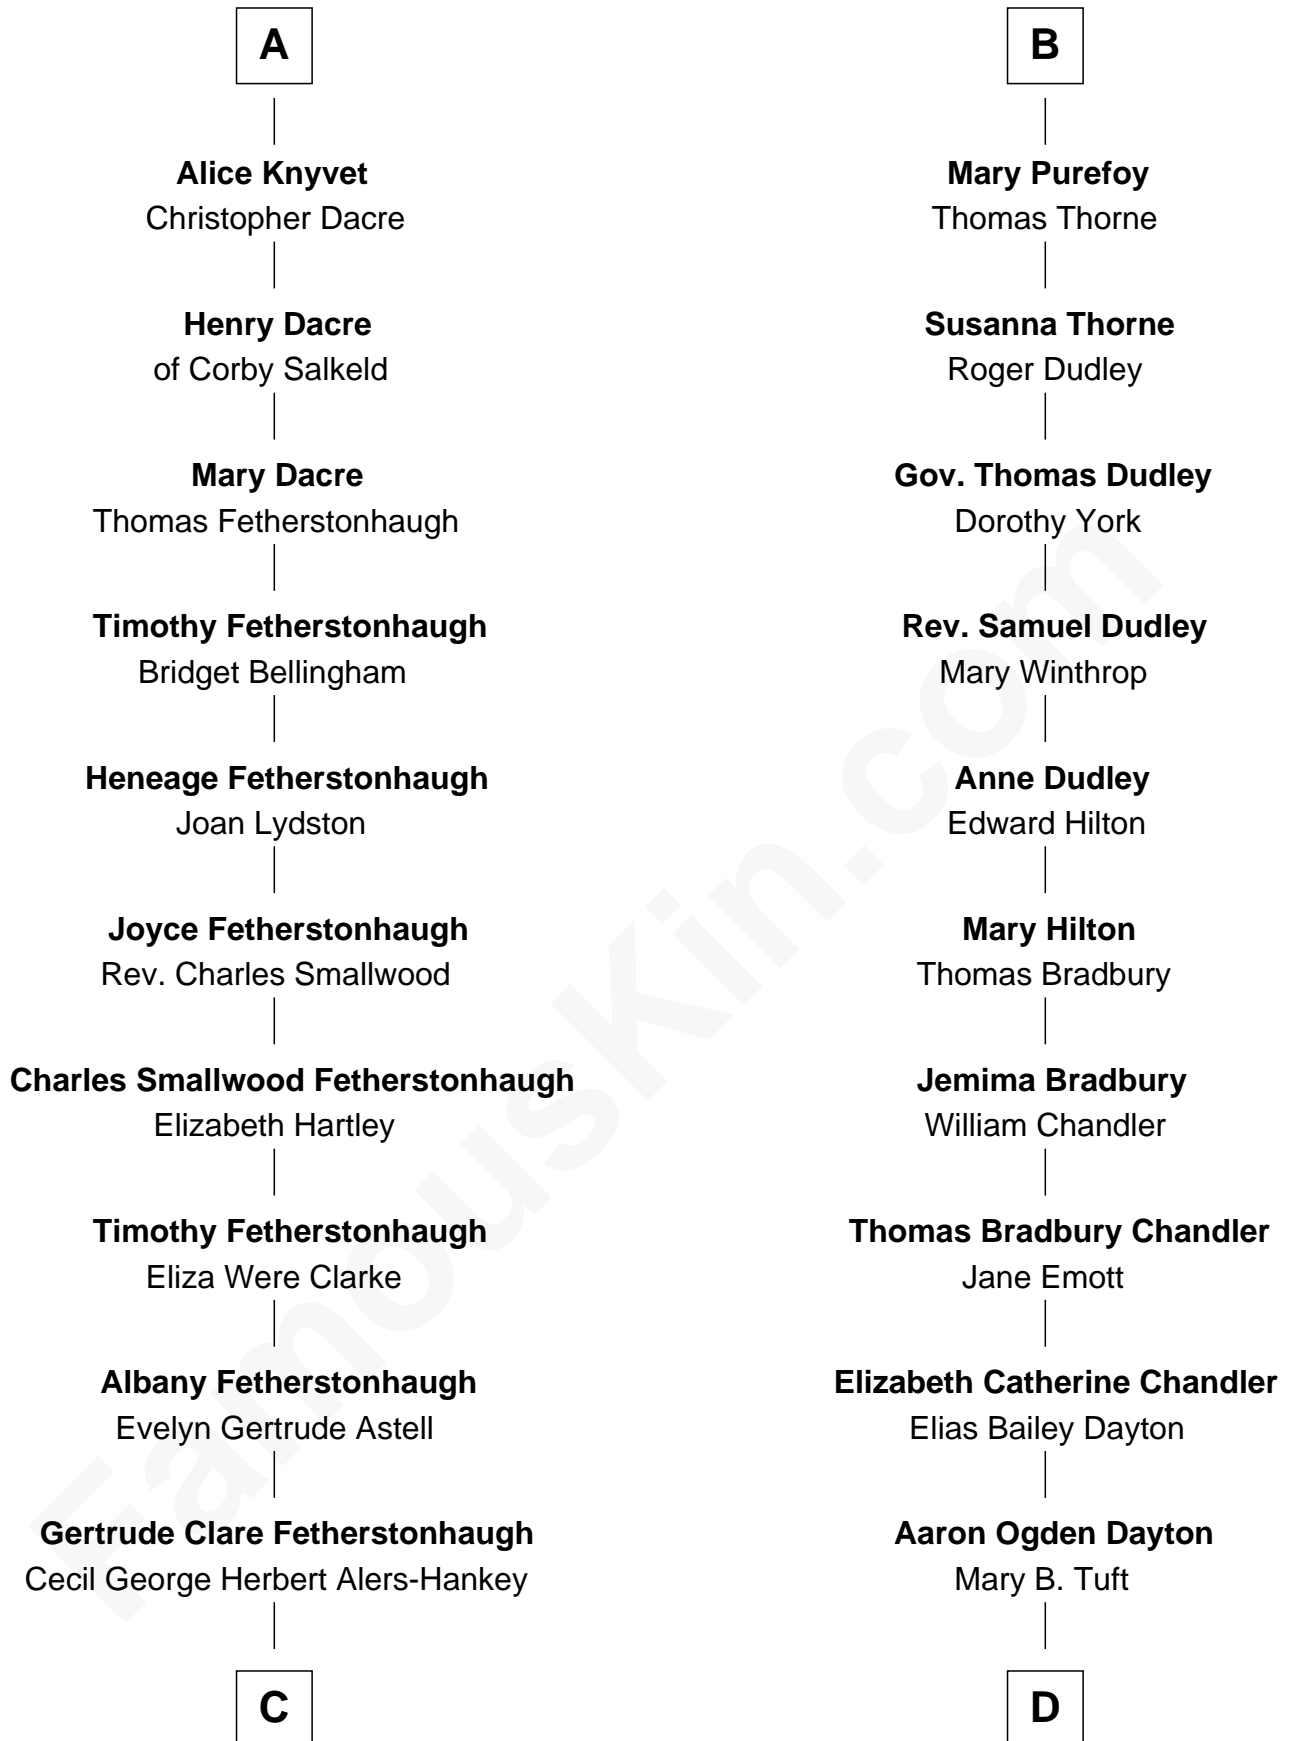 A
Alice Knyvet
Christopher Dacre
Henry Dacre
of Corby Salkeld
Mary Dacre
Thomas Fetherstonhaugh
Timothy Fetherstonhaugh
Bridget Bellingham
Heneage Fetherstonhaugh
Joan Lydston
Joyce Fetherstonhaugh
Rev. Charles Smallwood
Charles Smallwood Fetherstonhaugh
Elizabeth Hartley
Timothy Fetherstonhaugh
Eliza Were Clarke
Albany Fetherstonhaugh
Evelyn Gertrude Astell
Gertrude Clare Fetherstonhaugh
Cecil George Herbert Alers-Hankey
C
B
Mary Purefoy
Thomas Thorne
Susanna Thorne
Roger Dudley
Gov. Thomas Dudley
Dorothy York
Rev. Samuel Dudley
Mary Winthrop
Anne Dudley
Edward Hilton
Mary Hilton
Thomas Bradbury
Jemima Bradbury
William Chandler
Thomas Bradbury Chandler
Jane Emott
Elizabeth Catherine Chandler
Elias Bailey Dayton
Aaron Ogden Dayton
Mary B. Tuft
D
FamousKin.com